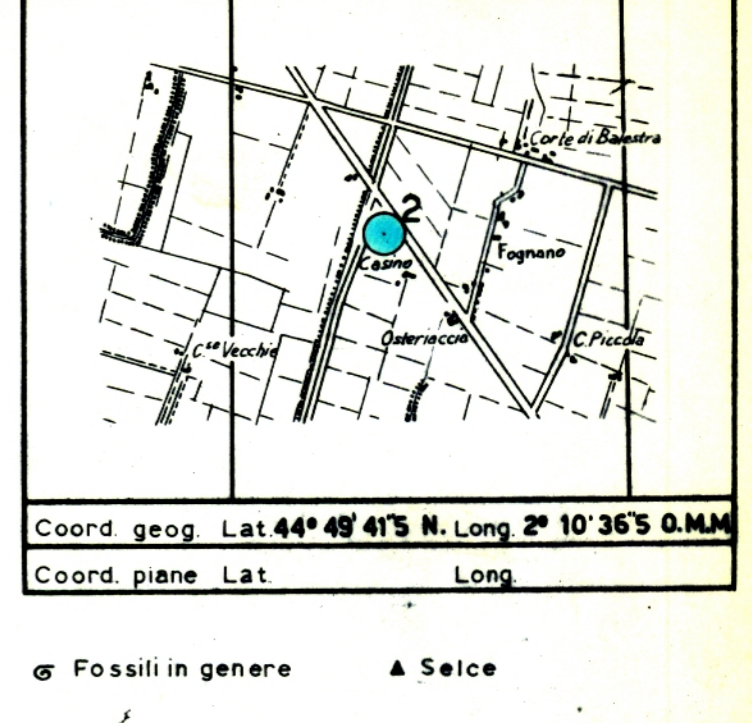 Corte di Balestra
2
Fognano
Casino
Osteriaccia
C. Piccola
C.se Vecchie
Coord. geog. Lat. 44° 49' 41"5 N. Long. 2° 10' 36"5 O.M.M
Coord. piane Lat. Long.
Fossili in genere ▲ Selce